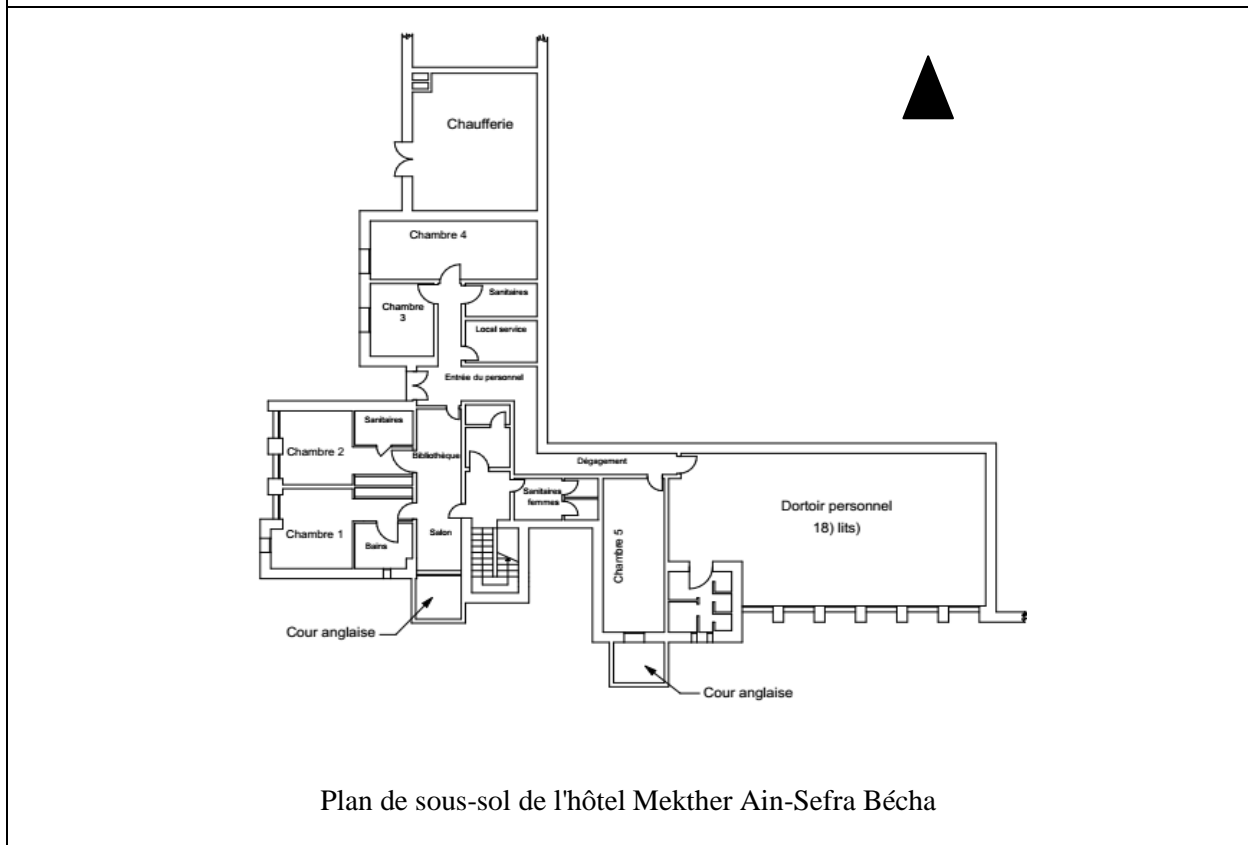 Chaufferie
Chambre 4
Sanitaires
Chambre
3
Local service
Entrée du personnel
Sanitaires
Chambre 2
Bibliothèque
Dégagement
Sanitaires
femmes
Dortoir personnel
18) lits)
Chambre 1
Bains
Salon
Chambre 5
Cour anglaise
Cour anglaise
Plan de sous-sol de l'hôtel Mekther Ain-Sefra Bécha